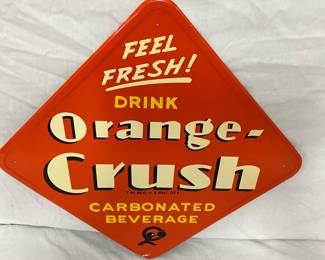 FEEL
FRESH!
DRINK
Orange-
Crush
CARBONATED
BEVERAGE